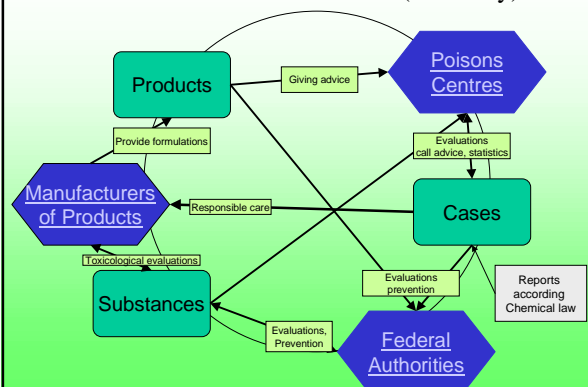 Products
Giving advice
Poisons
Centres
Provide formulations
Evaluations
call advice, statistics
Manufacturers
of Products
Responsible care
Cases
Toxicological evaluations
Substances
Evaluations
prevention
Reports
according
Chemical law
Evaluations,
Prevention
Federal
Authorities